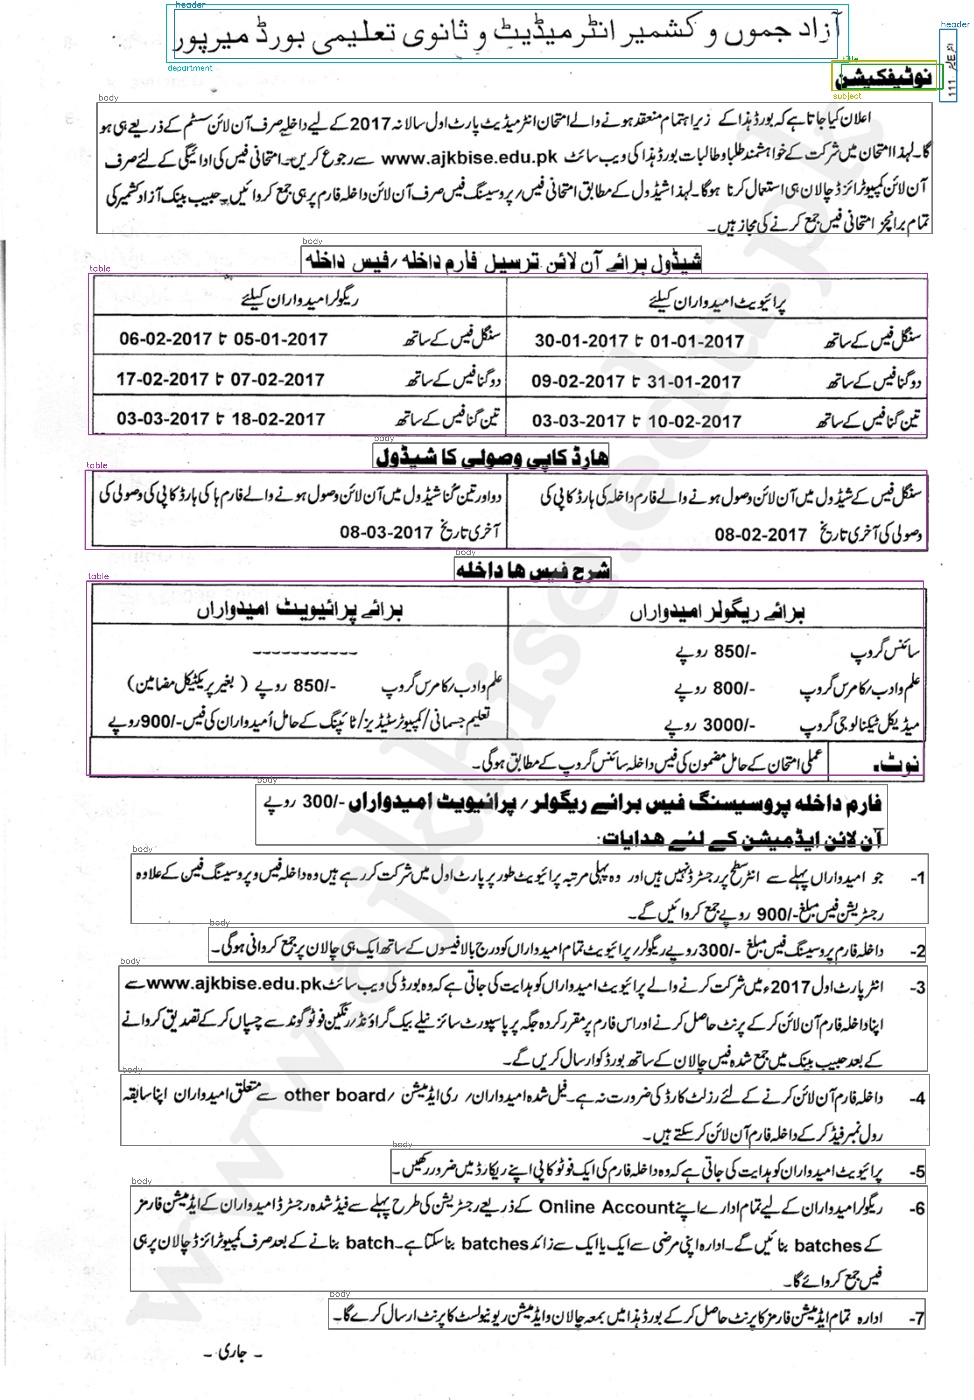 آزاد جموں و کشمیر انٹرمیڈیٹ و ثانوی تعلیمی بورڈ میرپور
نوٹیفکیشن
اعلان کیا جاتا ہے کہ بورڈ ہذا کے زیر اہتمام منعقد ہونے والے امتحان انٹرمیڈیٹ پارٹ اول سالانہ 2017 کے لیے داخلہ صرف آن لائن سسٹم کے ذریعے ہی ہو
گا۔ لہذا امتحان میں شرکت کے خواہشمند طلبا و طالبات بورڈ ہذا کی ویب سائٹ www.ajkbise.edu.pk سے رجوع کریں۔ امتحانی فیس کی ادائیگی کے لئے صرف
آن لائن کمپیوٹرائزڈ چالان ہی استعمال کرنا ہوگا۔ لہذا شیڈول کے مطابق امتحانی فیس/پروسیسنگ فیس صرف آن لائن داخلہ فارم پر ہی جمع کروائیں۔ حبیب بینک آزاد کشمیر کی
تمام برانچز امتحانی فیس جمع کرنے کی مجاز ہیں۔
شیڈول برائے آن لائن ترسیل فارم داخلہ / فیس داخلہ
پرائیویٹ امیدواران کیلئے ریگولر امیدواران کیلئے
سنگل فیس کے ساتھ 01-01-2017 تا 30-01-2017 سنگل فیس کے ساتھ 05-01-2017 تا 06-02-2017
دوگنا فیس کے ساتھ 31-01-2017 تا 09-02-2017 دوگنا فیس کے ساتھ 07-02-2017 تا 17-02-2017
تین گنا فیس کے ساتھ 10-02-2017 تا 03-03-2017 تین گنا فیس کے ساتھ 18-02-2017 تا 03-03-2017
ہارڈ کاپی وصولی کا شیڈول
سنگل فیس کے شیڈول میں آن لائن وصول ہونے والے فارم داخلہ کی ہارڈ کاپی کی
وصولی کی آخری تاریخ 08-02-2017
دو اور تین گنا شیڈول میں آن لائن وصول ہونے والے فارم ہا کی ہارڈ کاپی کی وصولی کی
آخری تاریخ 08-03-2017
شرح فیس ھا داخلہ
برائے ریگولر امیدواراں برائے پرائیویٹ امیدواراں
سائنس گروپ 850/- روپے -----------
علم و ادب/کامرس گروپ 800/- روپے علم و ادب/کامرس گروپ 850/- روپے (بغیر پریکٹیکل مضامین)
میڈیکل ٹیکنالوجی گروپ 3000/- روپے تعلیم جسمانی/کمپیوٹر سٹڈیز/ٹائپنگ کے حامل اُمیدواران کی فیس 900/- روپے
نوٹ۔ عملی امتحان کے حامل مضمون کی فیس داخلہ سائنس گروپ کے مطابق ہوگی۔
فارم داخلہ پروسیسنگ فیس برائے ریگولر / پرائیویٹ امیدواراں 300/- روپے
آن لائن ایڈمیشن کے لئے ھدایات:
1- جو امیدواراں پہلے سے انٹر سطح پر رجسٹرڈ نہیں ہیں اور وہ پہلی مرتبہ پرائیویٹ طور پر پارٹ اول میں شرکت کر رہے ہیں وہ داخلہ فیس و پروسیسنگ فیس کے علاوہ
رجسٹریشن فیس مبلغ 900/- روپے جمع کروائیں گے۔
2- داخلہ فارم پروسیسنگ فیس مبلغ 300/- روپے ریگولر/پرائیویٹ تمام امیدواراں کو درج بالا فیسوں کے ساتھ ایک ہی چالان پر جمع کروانی ہوگی۔
3- انٹر پارٹ اول 2017ء میں شرکت کرنے والے پرائیویٹ امیدواراں کو ہدایت کی جاتی ہے کہ وہ بورڈ کی ویب سائٹ www.ajkbise.edu.pk سے
اپنا داخلہ فارم آن لائن کر کے پرنٹ حاصل کرنے اور اس فارم پر مقرر کردہ جگہ پر پاسپورٹ سائز نیلے بیک گراؤنڈ/رنگین فوٹو گوند سے چسپاں کر کے تصدیق کروانے
کے بعد حبیب بینک میں جمع شدہ فیس چالان کے ساتھ بورڈ کو ارسال کریں گے۔
4- داخلہ فارم آن لائن کرنے کے لئے رزلٹ کارڈ کی ضرورت نہ ہے۔ فیل شدہ امیدواران/ ری ایڈمیشن / other board سے متعلق امیدواران اپنا سابقہ
رول نمبر فیڈ کر کے داخلہ فارم آن لائن کر سکتے ہیں۔
5- پرائیویٹ امیدواران کو ہدایت کی جاتی ہے کہ وہ داخلہ فارم کی ایک فوٹو کاپی اپنے ریکارڈ میں ضرور رکھیں۔
6- ریگولر امیدواران کے لیے تمام ادارے اپنے Online Account کے ذریعے رجسٹریشن کی طرح پہلے سے فیڈ شدہ رجسٹرڈ امیدواران کے ایڈمیشن فارمز
کے batches بنائیں گے۔ ادارہ اپنی مرضی سے ایک یا ایک سے زائد batches بنا سکتا ہے۔ batch بنانے کے بعد صرف کمپیوٹرائزڈ چالان پر ہی
فیس جمع کروائے گا۔
7- ادارہ تمام ایڈمیشن فارمز کا پرنٹ حاصل کر کے بورڈ ہذا میں بمعہ چالان و ایڈمیشن ریونیو لسٹ کا پرنٹ ارسال کرے گا۔
- جاری -
www.ajkbise.edu.pk